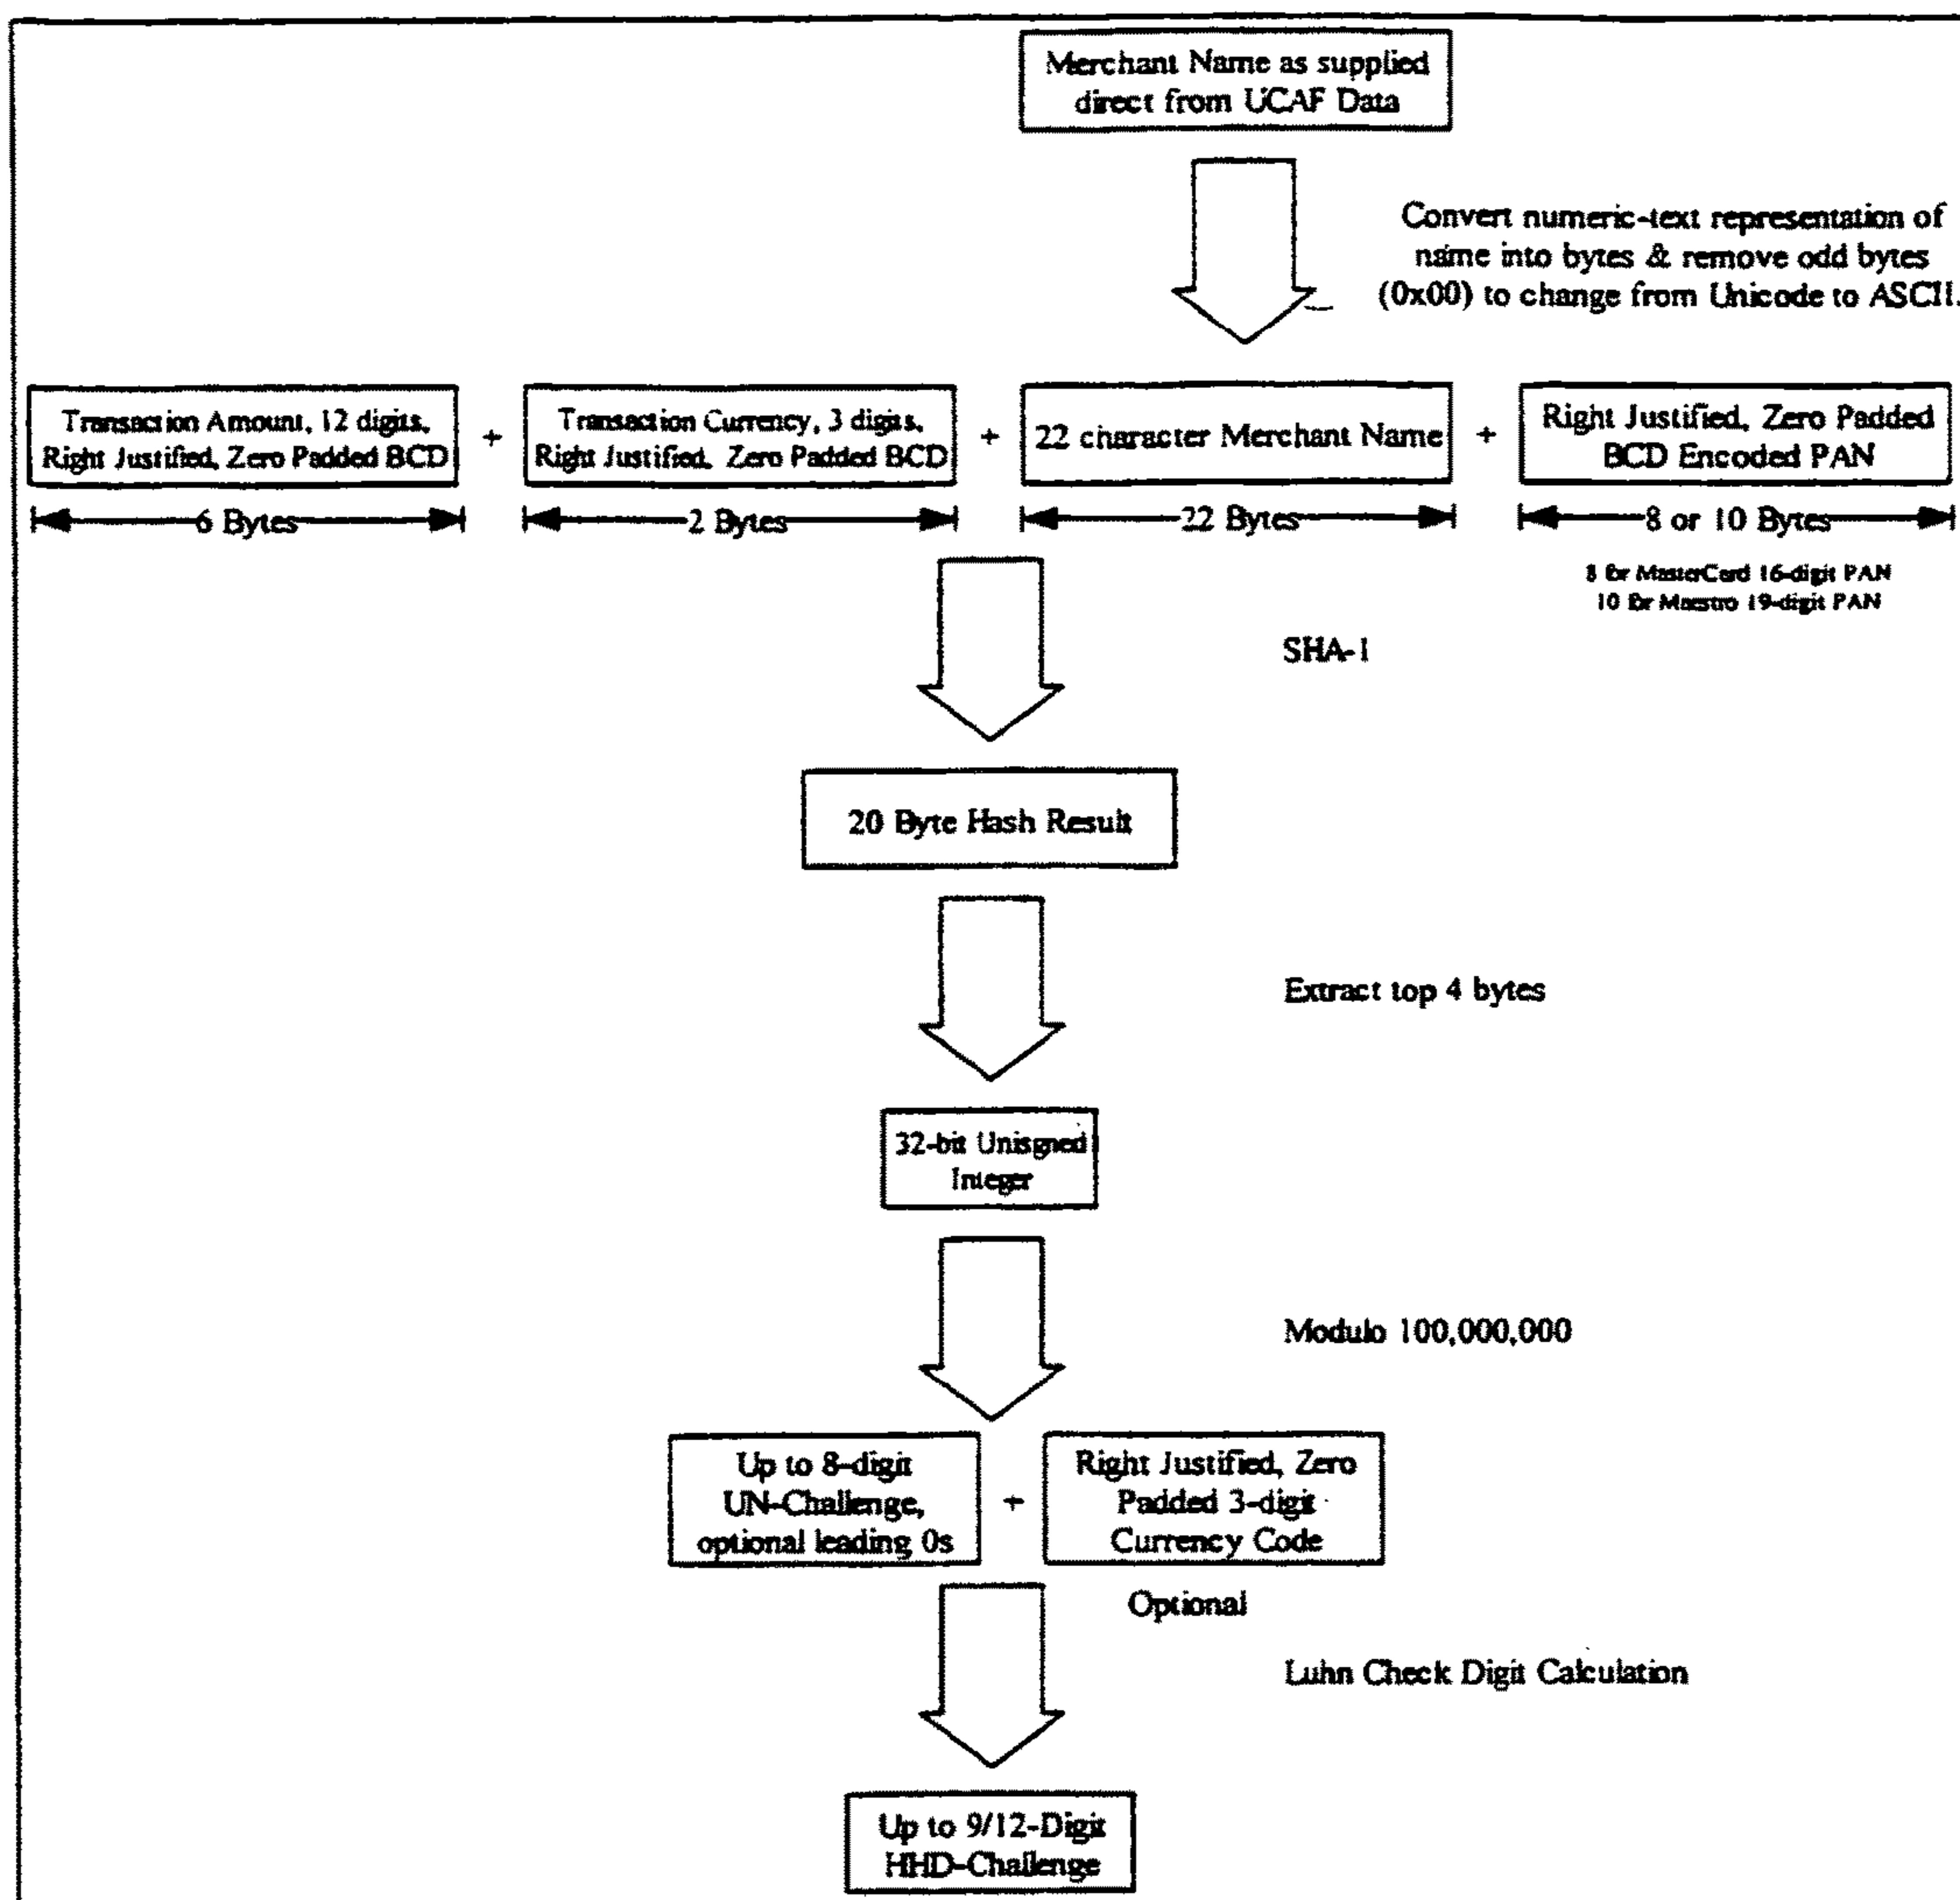 Merchant Name as supplied
direct from UCAF Data
Convert numeric-text representation of
name into bytes & remove odd bytes
(0x00) to change from Unicode to ASCII.
Transaction Amount, 12 digits,
Right Justified, Zero Padded BCD
+
Transaction Currency, 3 digits,
Right Justified, Zero Padded BCD
+
22 character Merchant Name
+
Right Justified, Zero Padded
BCD Encoded PAN
6 Bytes
2 Bytes
22 Bytes
8 or 10 Bytes
8 for MasterCard 16-digit PAN
10 for Maestro 19-digit PAN
SHA-1
20 Byte Hash Result
Extract top 4 bytes
32-bit Unisgned
Integer
Modulo 100,000,000
Up to 8-digit
UN-Challenge,
optional leading 0s
+
Right Justified, Zero
Padded 3-digit
Currency Code
Optional
Luhn Check Digit Calculation
Up to 9/12-Digit
HHD-Challenge